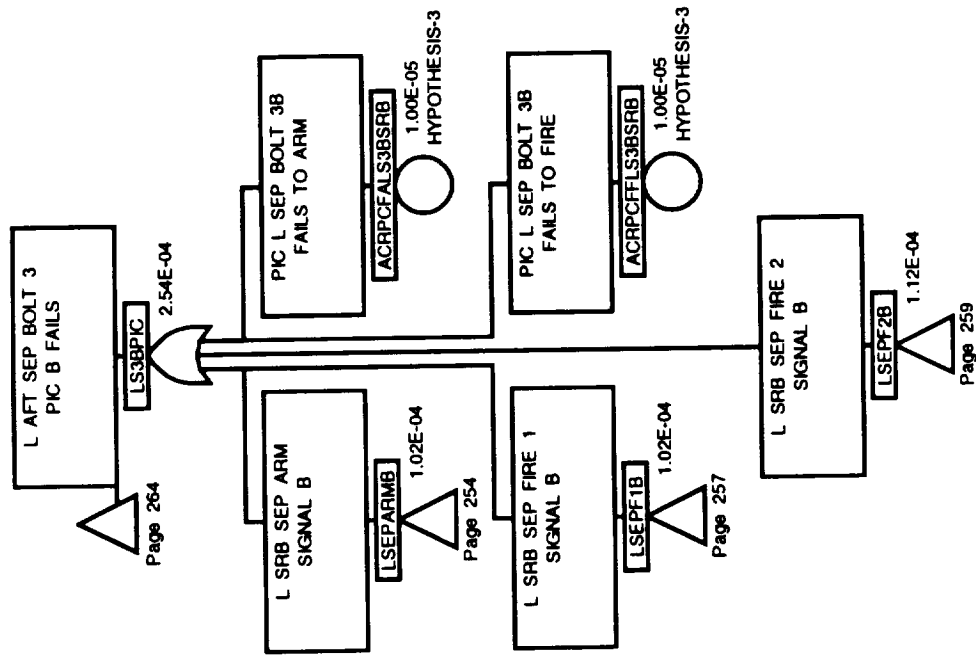 L AFT SEP BOLT 3
PIC B FAILS
LS3BPIC
2.54E-04
Page 264
L SRB SEP ARM
SIGNAL B
LSEPARMB
1.02E-04
Page 254
PIC L SEP BOLT 3B
FAILS TO ARM
ACRPCFALS3BSRB
1.00E-05
HYPOTHESIS-3
L SRB SEP FIRE 1
SIGNAL B
LSEPF1B
1.02E-04
Page 257
PIC L SEP BOLT 3B
FAILS TO FIRE
ACRPCFFLS3BSRB
1.00E-05
HYPOTHESIS-3
L SRB SEP FIRE 2
SIGNAL B
LSEPF2B
1.12E-04
Page 259